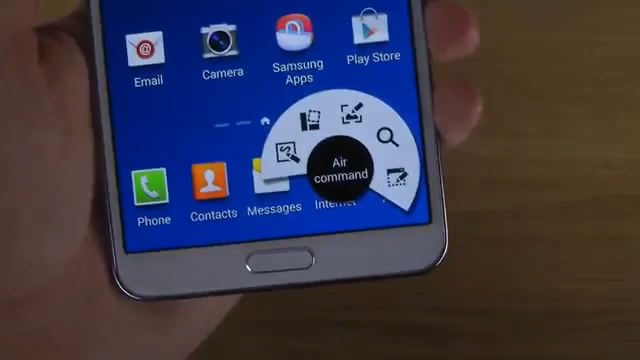 Email
Camera
Samsung
Apps
Play Store
Air
command
Phone
Contacts
Messages
Internet